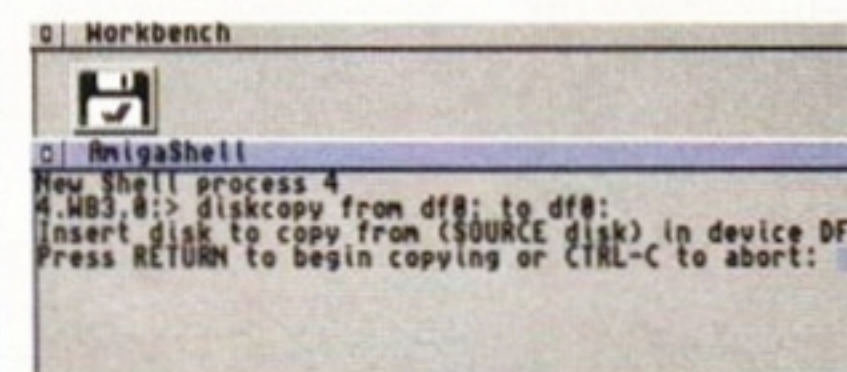 Workbench
AmigaShell
New Shell process 4
4.WB3.0:> diskcopy from df0: to df0:
Insert disk to copy from (SOURCE disk) in device DF
Press RETURN to begin copying or CTRL-C to abort: